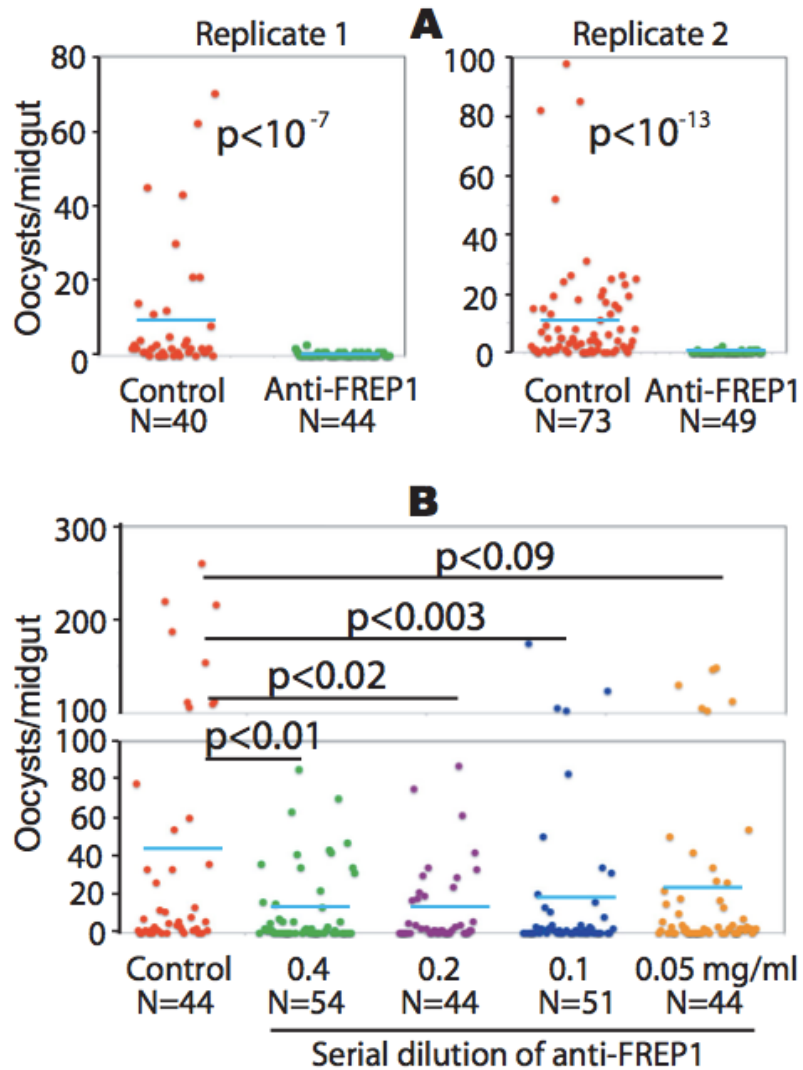 A
Replicate 1
Replicate 2
Oocysts/midgut
80
60
40
20
0
p<10-7
Control
N=40
Anti-FREP1
N=44
100
80
60
40
20
0
p<10-13
Control
N=73
Anti-FREP1
N=49
B
Oocysts/midgut
300
200
100
100
80
60
40
20
0
p<0.09
p<0.003
p<0.02
p<0.01
Control 0.4 0.2 0.1 0.05 mg/ml
N=44 N=54 N=44 N=51 N=44
Serial dilution of anti-FREP1